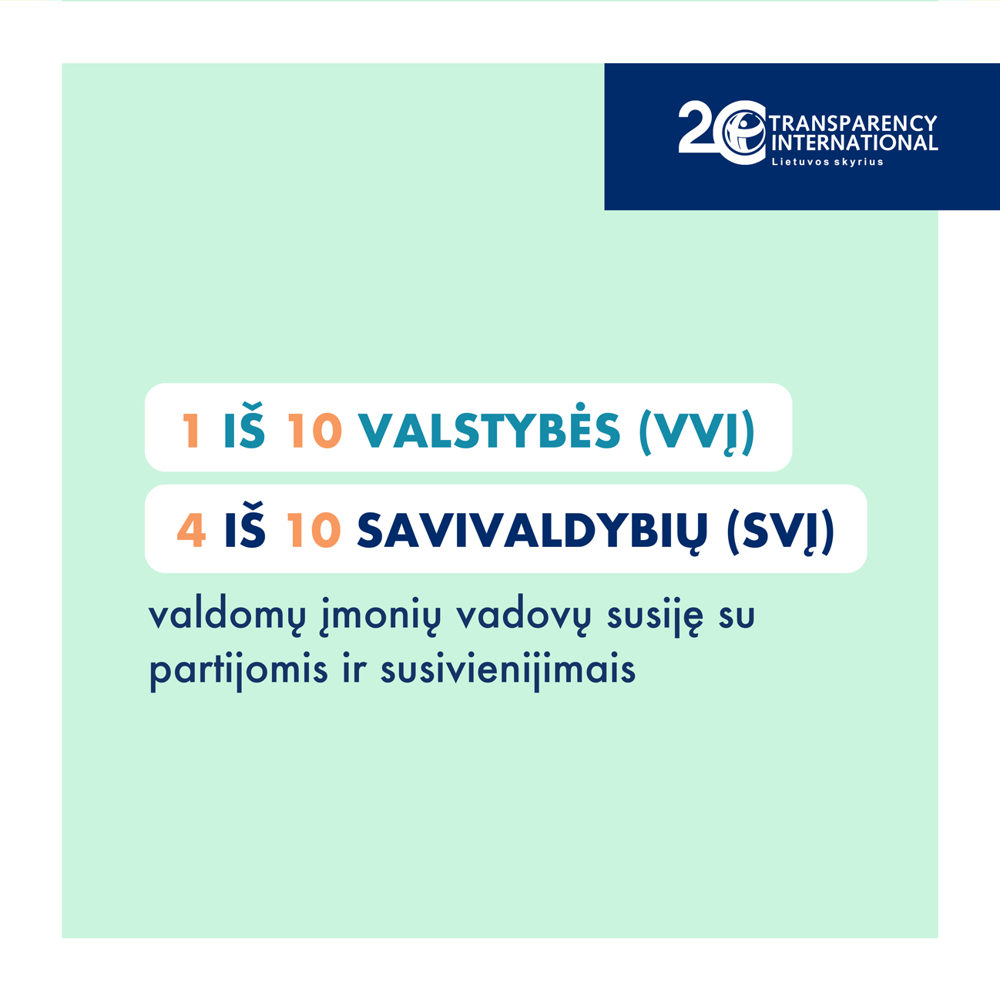 20 TRANSPARENCY
INTERNATIONAL
Lietuvos skyrius
1 IŠ 10 VALSTYBĖS (VVĮ)
4 IŠ 10 SAVIVALDYBIŲ (SVĮ)
valdomų įmonių vadovų susiję su
partijomis ir susivienijimais